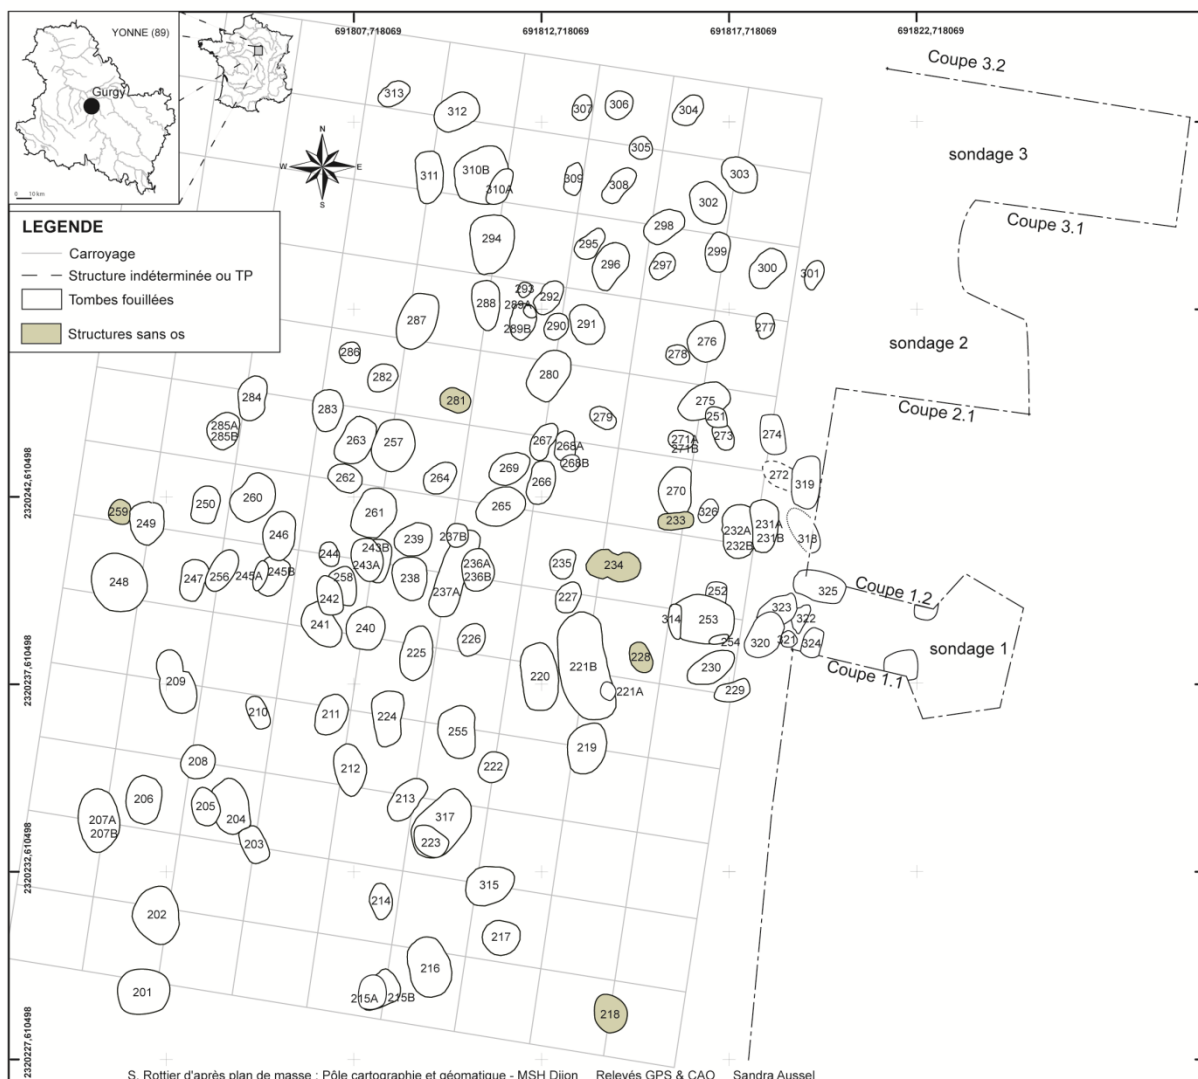 691807,718069
691812,718069
691817,718069
691822,718069
YONNE (89)
Gurgy
0 10 km
N
W E
S
LEGENDE
Carroyage
Structure indéterminée ou TP
Tombes fouillées
Structures sans os
Coupe 3.2
sondage 3
Coupe 3.1
sondage 2
Coupe 2.1
Coupe 1.2
sondage 1
Coupe 1.1
2320242,610498
2320237,610498
2320232,610498
2320227,610498
313
312
307
306
304
305
311
310B
310A
309
308
303
302
298
294
295
296
297
299
300
301
293
292
288
289A
289B
290
291
287
277
276
278
286
282
280
281
284
283
279
275
251
285A
285B
263
257
267
268A
268B
271A
271B
273
274
262
264
269
266
272
319
260
250
265
270
259
249
261
233
326
232A
232B
231A
231B
318
246
239
237B
244
243B
243A
236A
236B
235
234
248
247
256
245A
245B
258
242
238
237A
227
252
325
241
240
314
253
323
322
226
254
320
321
324
225
220
221B
228
230
221A
229
209
210
211
224
255
219
208
212
222
206
205
204
213
317
207A
207B
203
223
315
214
202
217
216
201
215A
215B
218
S. Rottier d'après plan de masse : Pôle cartographie et géomatique - MSH Dijon Relevés GPS & CAO Sandra Aussel